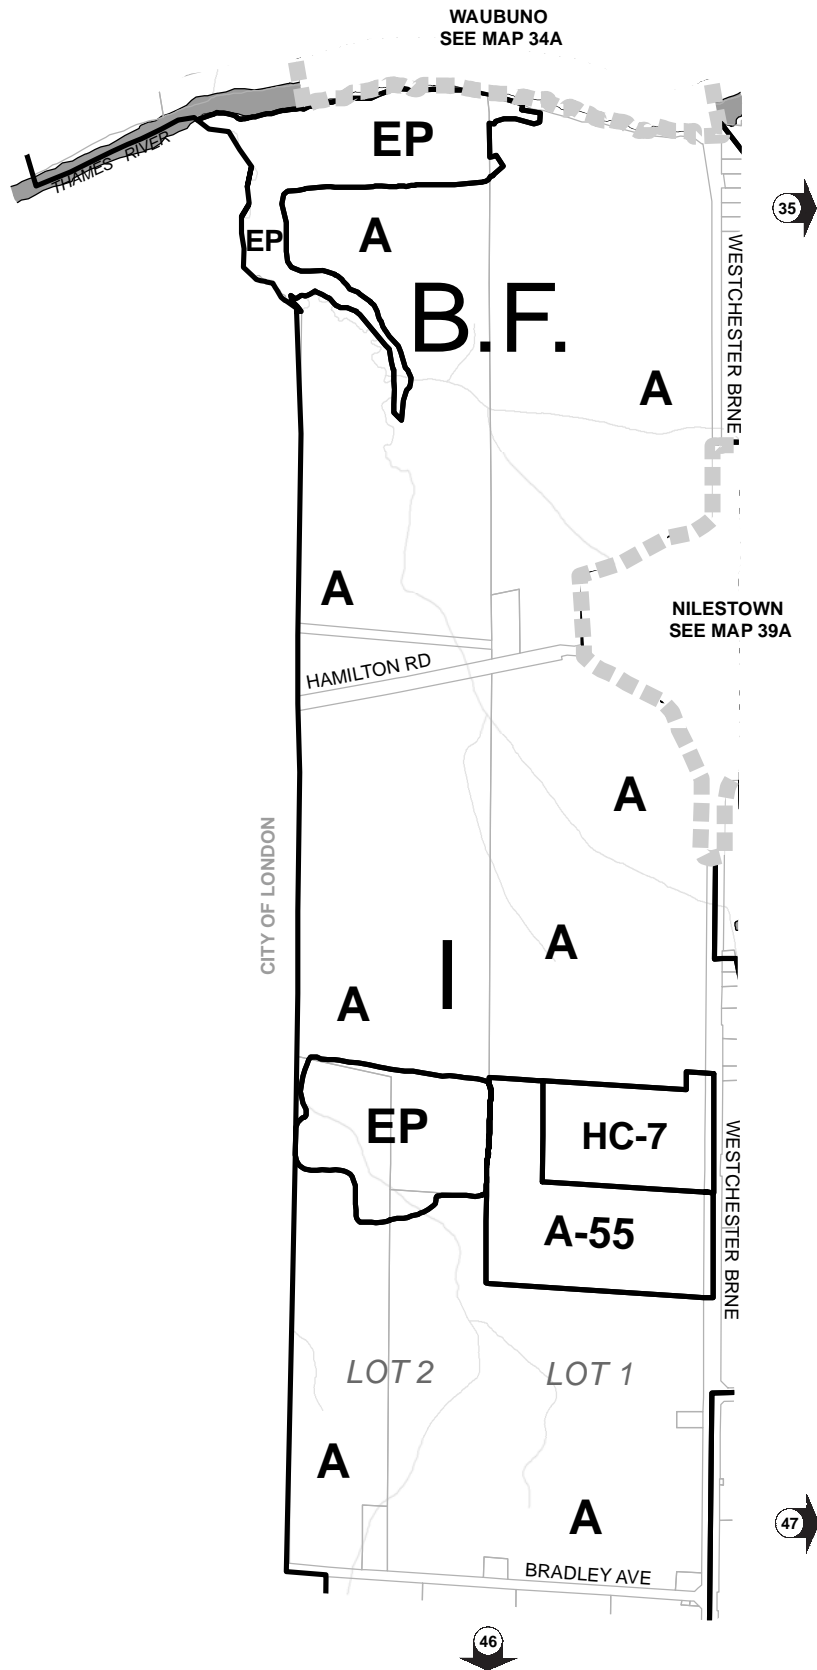 WAUBUNO
SEE MAP 34A
EP
THAMES RIVER
35
EP
A
B.F.
WESTCHESTER BRNE
A
A
NILESTOWN
SEE MAP 39A
HAMILTON RD
A
CITY OF LONDON
A
I
A
EP
HC-7
WESTCHESTER BRNE
A-55
LOT 2
LOT 1
A
A
47
BRADLEY AVE
46